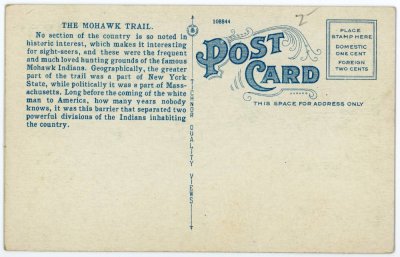 THE MOHAWK TRAIL.
No section of the country is so noted in
historic interest, which makes it interesting
for sight-seers, and these were the frequent
and much loved hunting grounds of the famous
Mohawk Indians. Geographically, the greater
part of the trail was a part of New York
State, while politically it was a part of Mass-
achusetts. Long before the coming of the white
man to America, how many years nobody
knows, it was this barrier that separated two
powerful divisions of the Indians inhabiting
the country.
TICHNOR QUALITY VIEWS
108844
POST
CARD
THIS SPACE FOR ADDRESS ONLY
2
PLACE
STAMP HERE
DOMESTIC
ONE CENT
FOREIGN
TWO CENTS